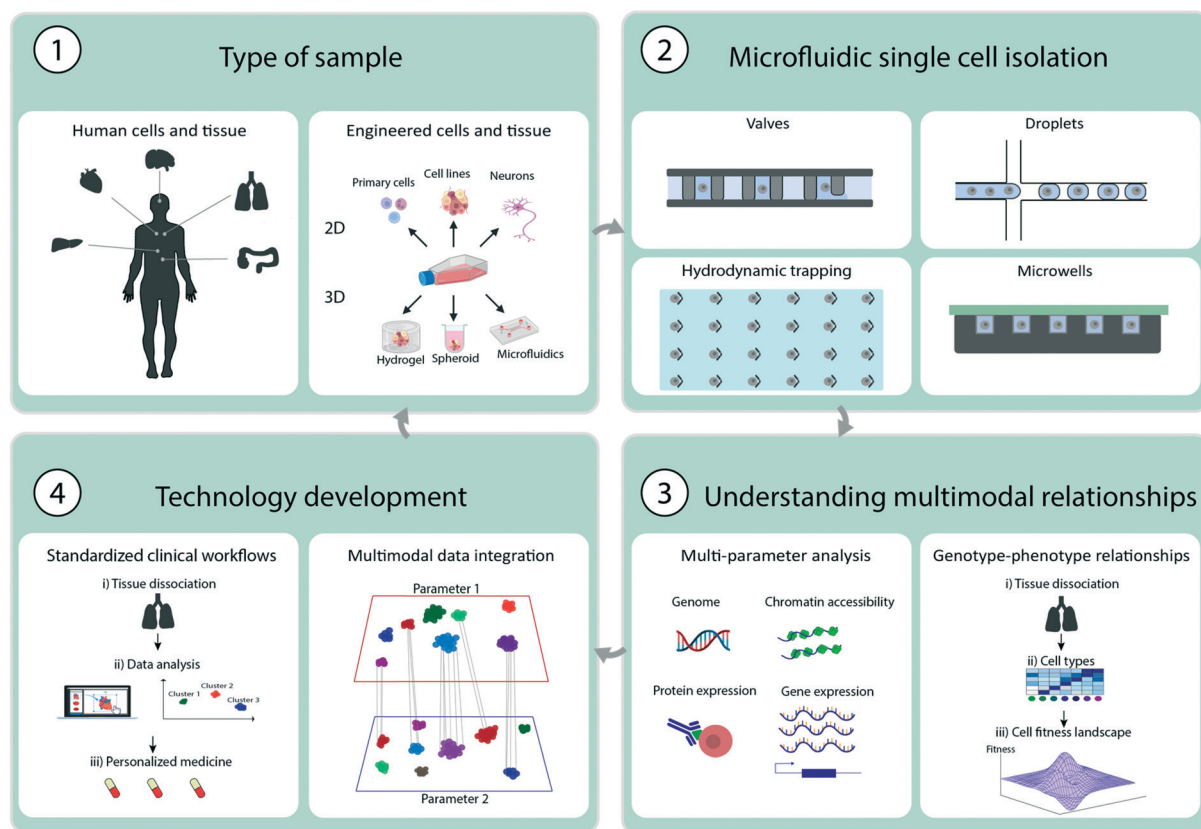 1
Type of sample
Human cells and tissue
Engineered cells and tissue
Primary cells
Cell lines
Neurons
2D
3D
Hydrogel
Spheroid
Microfluidics
2
Microfluidic single cell isolation
Valves
Droplets
Hydrodynamic trapping
Microwells
4
Technology development
Standardized clinical workflows
i) Tissue dissociation
ii) Data analysis
Cluster 1
Cluster 2
Cluster 3
iii) Personalized medicine
Multimodal data integration
Parameter 1
Parameter 2
3
Understanding multimodal relationships
Multi-parameter analysis
Genome
Chromatin accessibility
Protein expression
Gene expression
Genotype-phenotype relationships
i) Tissue dissociation
ii) Cell types
iii) Cell fitness landscape
Fitness